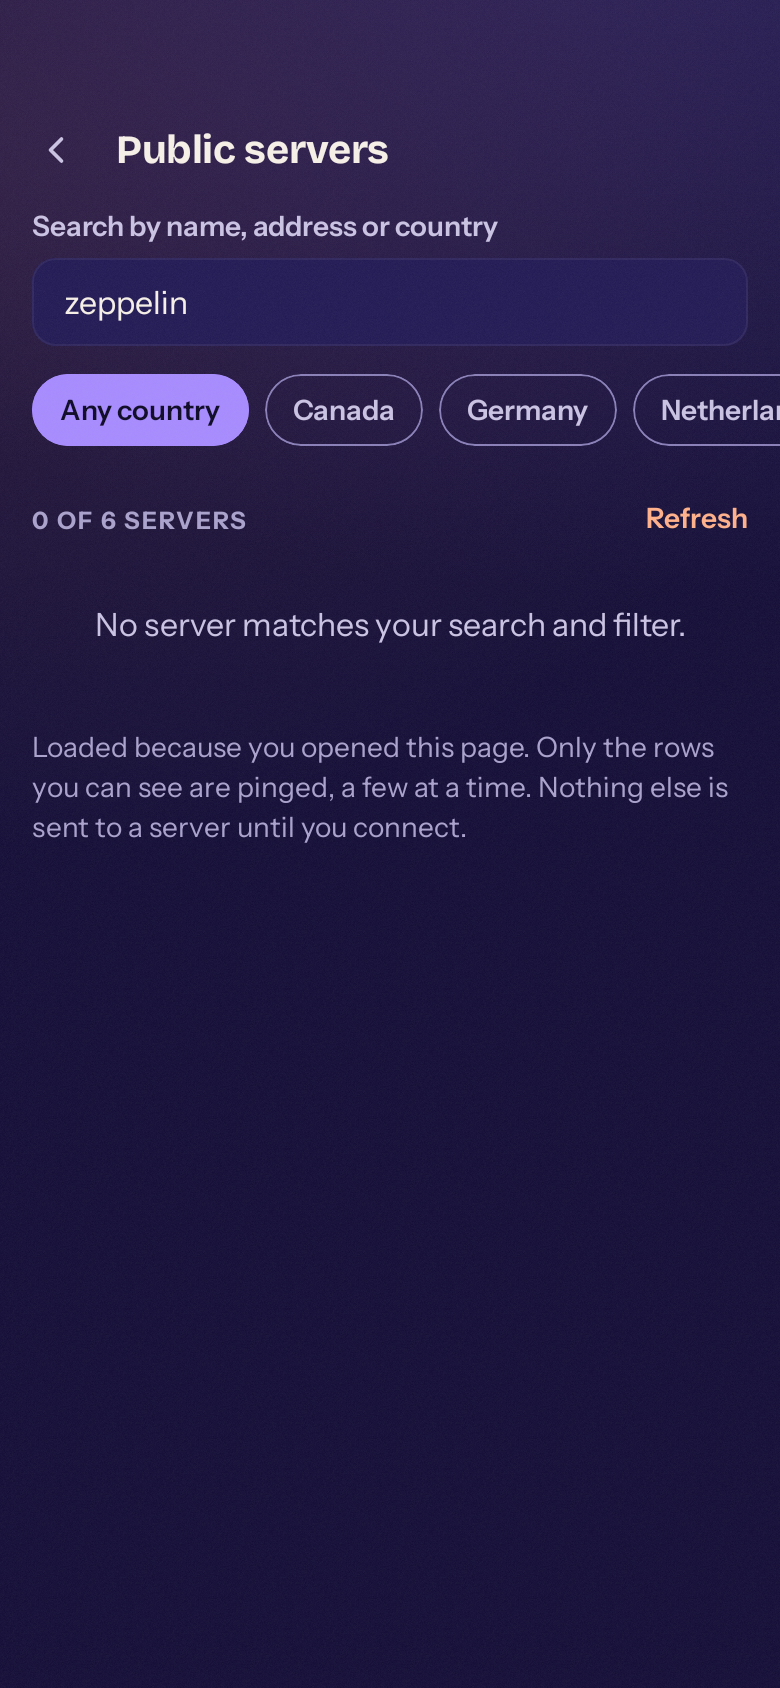 Public servers
Search by name, address or country
zeppelin
Any country
Canada
Germany
0 OF 6 SERVERS
Refresh
No server matches your search and filter.
Loaded because you opened this page. Only the rows
you can see are pinged, a few at a time. Nothing else is
sent to a server until you connect.